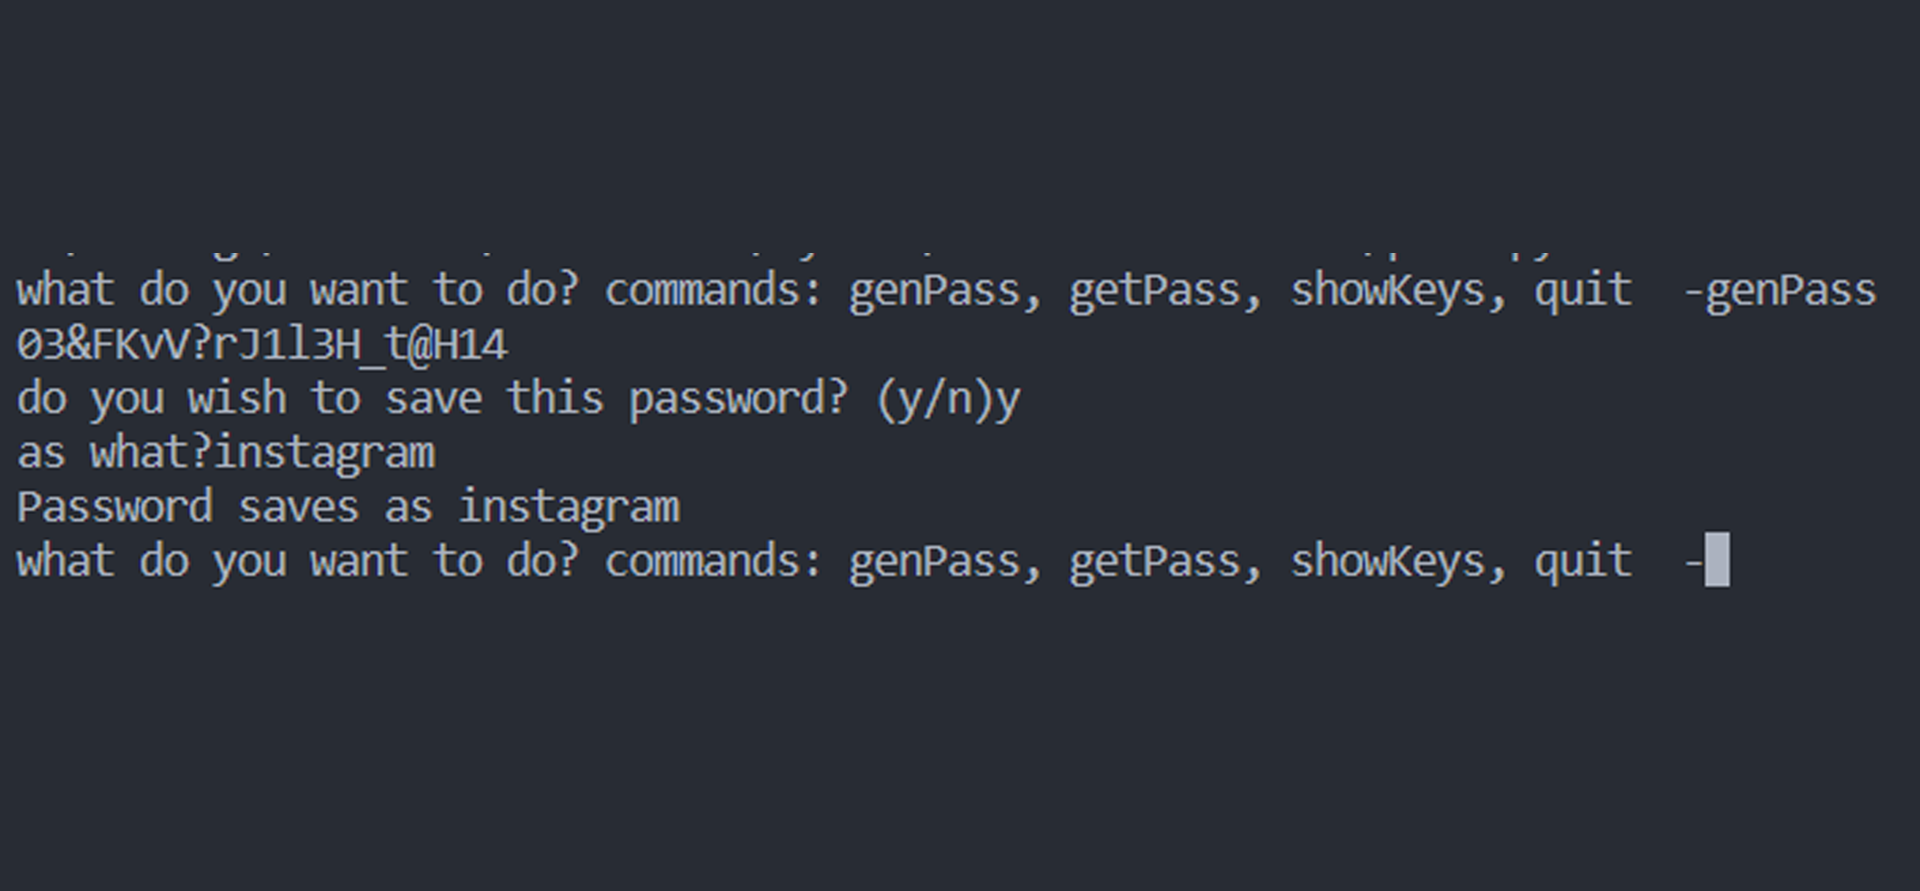 what do you want to do? commands: genPass, getPass, showKeys, quit  -genPass
03&FKvV?rJ1l3H_t@H14
do you wish to save this password? (y/n)y
as what?instagram
Password saves as instagram
what do you want to do? commands: genPass, getPass, showKeys, quit  -